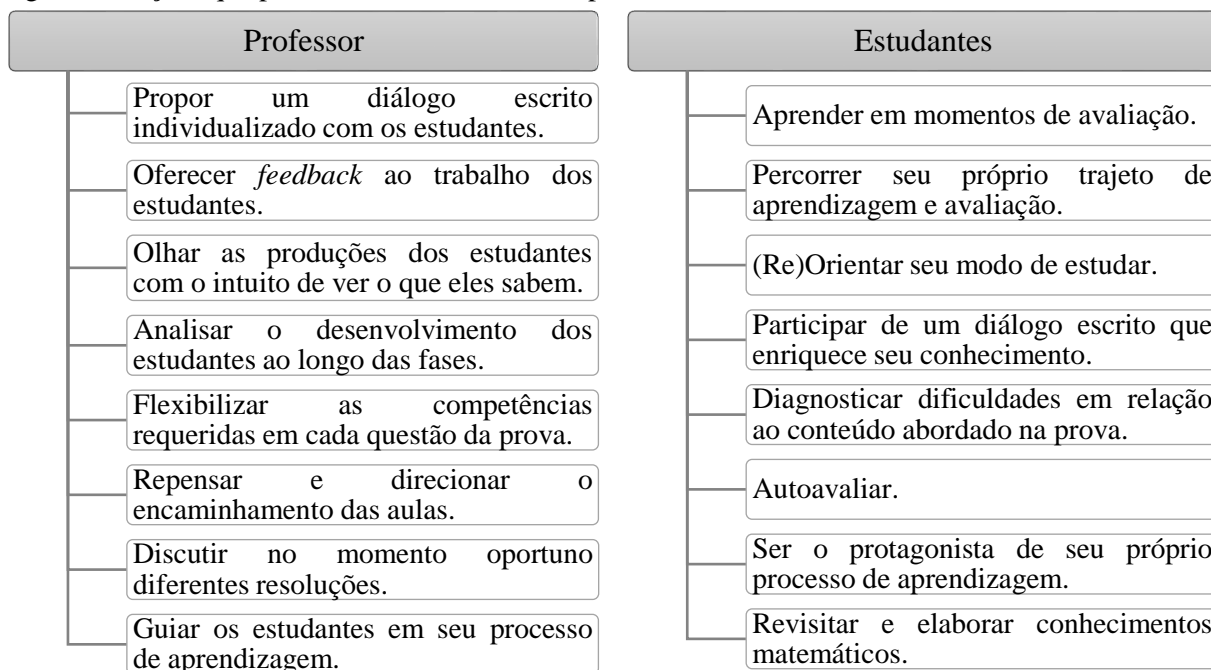 Professor
Propor um diálogo escrito
individualizado com os estudantes.
Oferecer feedback ao trabalho dos
estudantes.
Olhar as produções dos estudantes
com o intuito de ver o que eles sabem.
Analisar o desenvolvimento dos
estudantes ao longo das fases.
Flexibilizar as competências
requeridas em cada questão da prova.
Repensar e direcionar o
encaminhamento das aulas.
Discutir no momento oportuno
diferentes resoluções.
Guiar os estudantes em seu processo
de aprendizagem.
Estudantes
Aprender em momentos de avaliação.
Percorrer seu próprio trajeto de
aprendizagem e avaliação.
(Re)Orientar seu modo de estudar.
Participar de um diálogo escrito que
enriquece seu conhecimento.
Diagnosticar dificuldades em relação
ao conteúdo abordado na prova.
Autoavaliar.
Ser o protagonista de seu próprio
processo de aprendizagem.
Revisitar e elaborar conhecimentos
matemáticos.